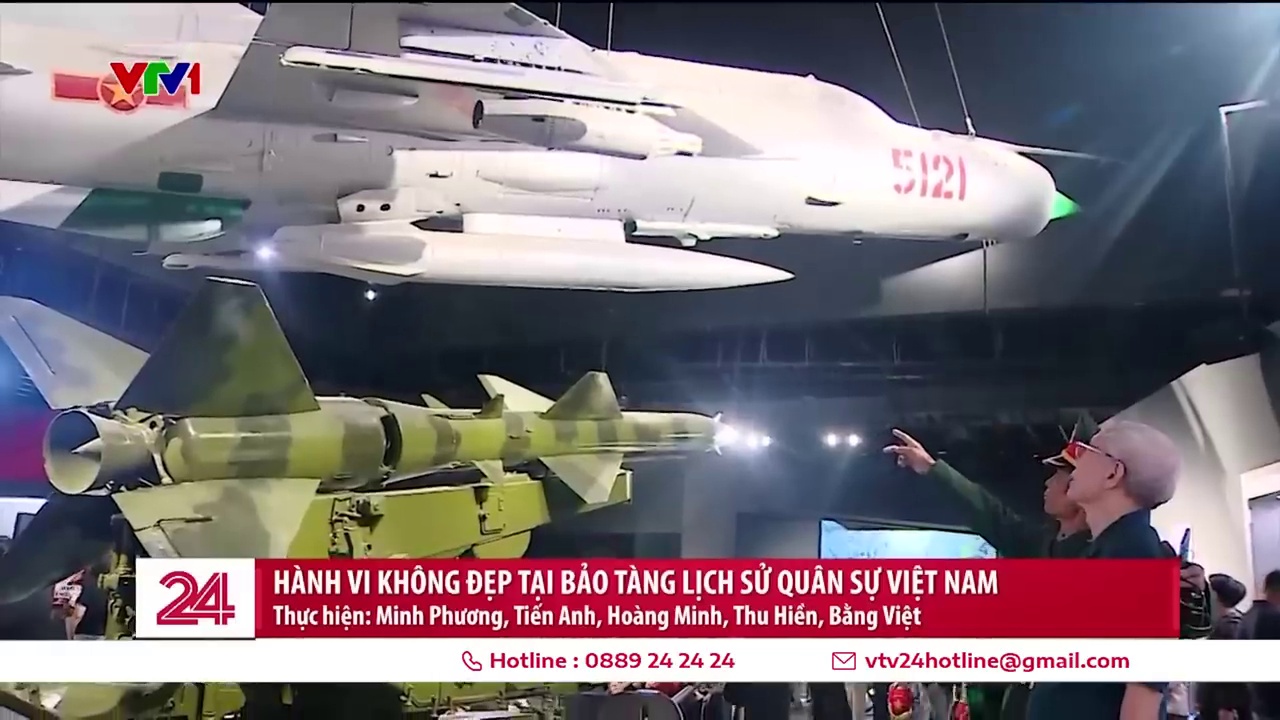 VTV1
5121
24
HÀNH VI KHÔNG ĐẸP TẠI BẢO TÀNG LỊCH SỬ QUÂN SỰ VIỆT NAM
Thực hiện: Minh Phương, Tiến Anh, Hoàng Minh, Thu Hiền, Bằng Việt
Hotline : 0889 24 24 24
vtv24hotline@gmail.com